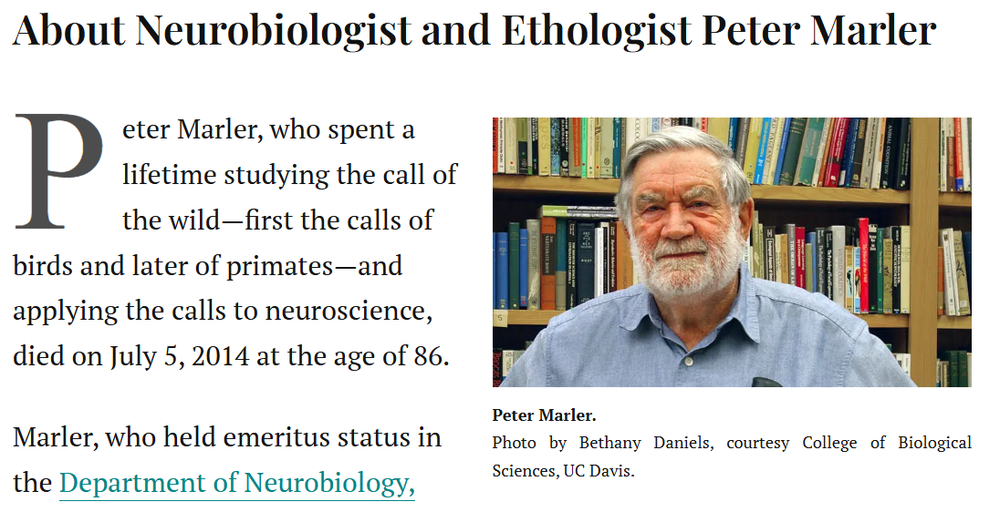 About Neurobiologist and Ethologist Peter Marler
Peter Marler, who spent a
lifetime studying the call of
the wild—first the calls of
birds and later of primates—and
applying the calls to neuroscience,
died on July 5, 2014 at the age of 86.
Marler, who held emeritus status in
the Department of Neurobiology,
ANIMAL COGNITION
5
Peter Marler.
Photo by Bethany Daniels, courtesy College of Biological
Sciences, UC Davis.